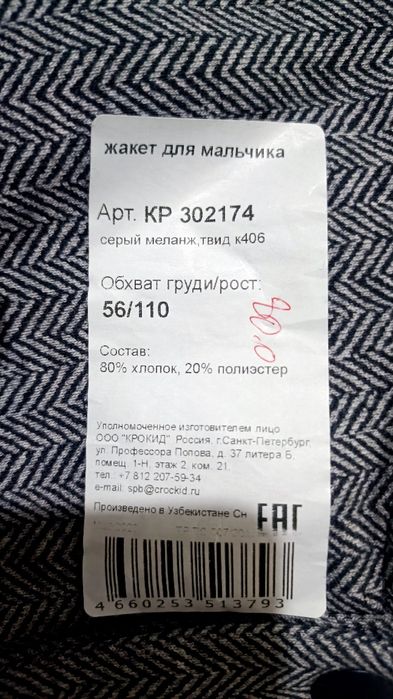 жакет для мальчика
Арт. КР 302174
серый меланж,твид к406
Обхват груди/рост:
56/110
80.0
Состав:
80% хлопок, 20% полиэстер
Уполномоченное изготовителем лицо
ООО "КРОКИД" Россия, г.Санкт-Петербург,
ул. Профессора Попова, д. 37 литера Б,
помещ. 1-Н, этаж 2, ком. 21.
тел.: +7 812 207-59-34
e-mail: spb@crockid.ru
Произведено в Узбекистане Сн
ЕАС
4 660253 513793